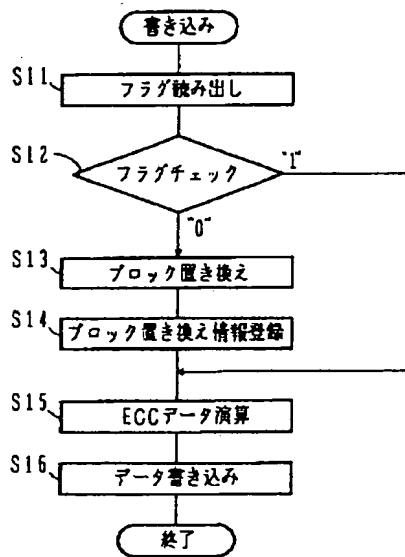 書き込み
S11
フラグ読み出し
S12
フラグチェック
"1"
"0"
S13
ブロック置き換え
S14
ブロック置き換え情報登録
S15
ECCデータ演算
S16
データ書き込み
終了